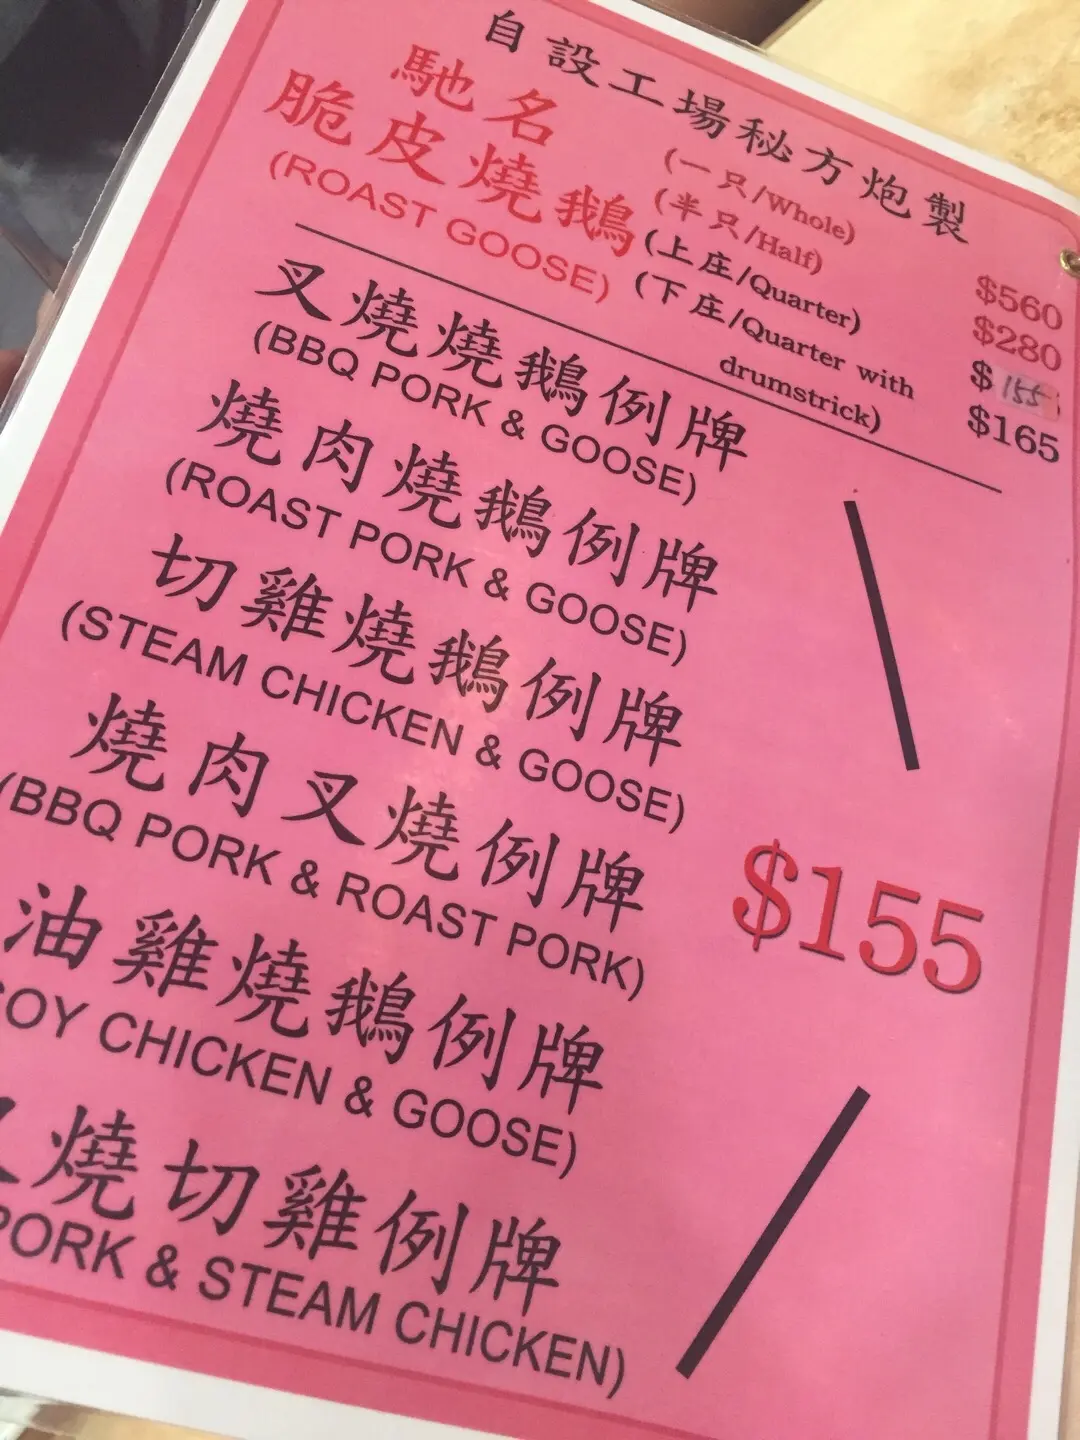 自設工場秘方炮製
馳名
脆皮燒鵝
(ROAST GOOSE)
(一只/Whole) $560
(半只/Half) $280
(上庄/Quarter) $155
(下庄/Quarter with $165
drumstrick)
叉燒燒鵝例牌
(BBQ PORK & GOOSE)
燒肉燒鵝例牌
(ROAST PORK & GOOSE)
切雞燒鵝例牌
(STEAM CHICKEN & GOOSE)
燒肉叉燒例牌
(BBQ PORK & ROAST PORK)
$155
油雞燒鵝例牌
SOY CHICKEN & GOOSE)
叉燒切雞例牌
PORK & STEAM CHICKEN)